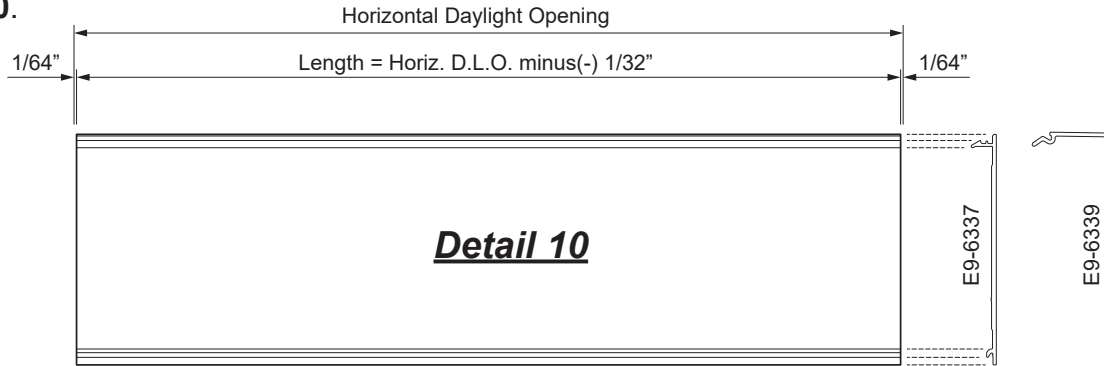 0.
Horizontal Daylight Opening
1/64” Length = Horiz. D.L.O. minus(-) 1/32” 1/64”
Detail 10
E9-6337
E9-6339